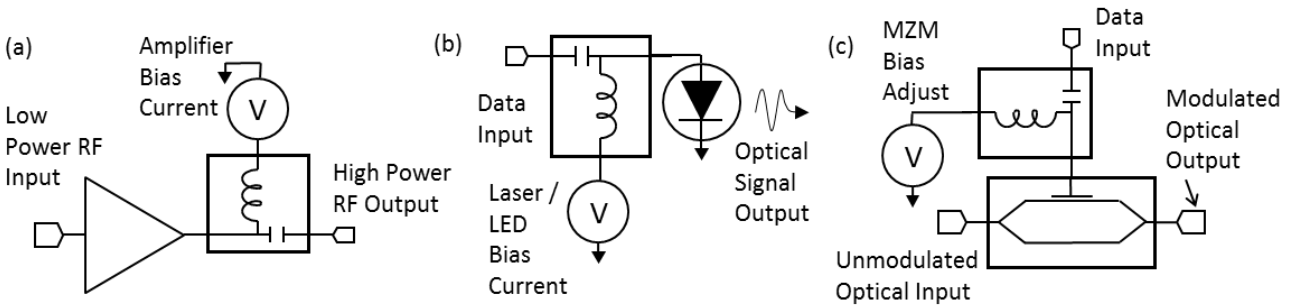 (a)
Amplifier
Bias
Current
V
Low
Power RF
Input
High Power
RF Output
(b)
Data
Input
Laser /
LED
Bias
Current
V
Optical
Signal
Output
(c)
MZM
Bias
Adjust
Data
Input
V
Modulated
Optical
Output
Unmodulated
Optical Input